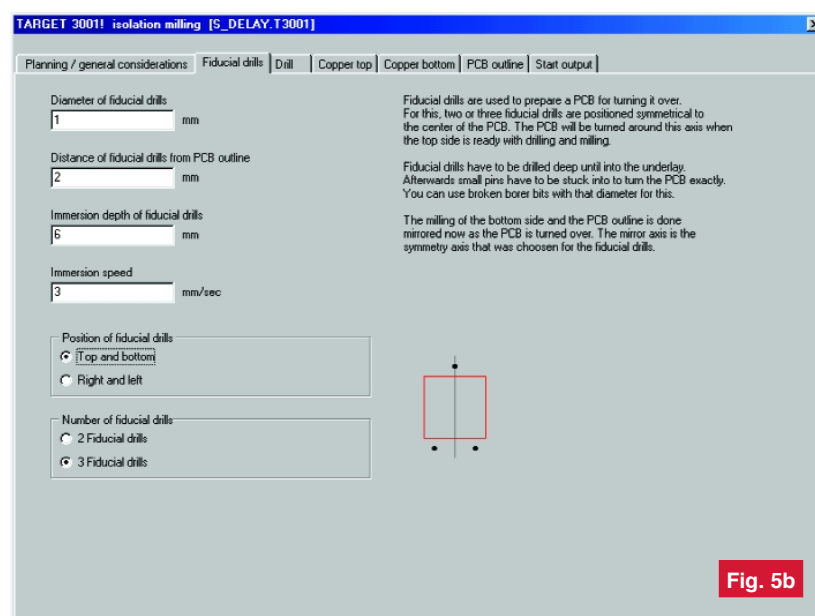 TARGET 3001! isolation milling [S_DELAY.T3001]
Planning / general considerations Fiducial drills Drill Copper top Copper bottom PCB outline Start output
Diameter of fiducial drills
1 mm
Distance of fiducial drills from PCB outline
2 mm
Immersion depth of fiducial drills
6 mm
Immersion speed
3 mm/sec
Position of fiducial drills
Top and bottom
Right and left
Number of fiducial drills
2 Fiducial drills
3 Fiducial drills
Fiducial drills are used to prepare a PCB for turning it over.
For this, two or three fiducial drills are positioned symmetrical to
the center of the PCB. The PCB will be turned around this axis when
the top side is ready with drilling and milling.
Fiducial drills have to be drilled deep until into the underlay.
Afterwards small pins have to be stuck into to turn the PCB exactly.
You can use broken borer bits with that diameter for this.
The milling of the bottom side and the PCB outline is done
mirrored now as the PCB is turned over. The mirror axis is the
symmetry axis that was choosen for the fiducial drills.
Fig. 5b